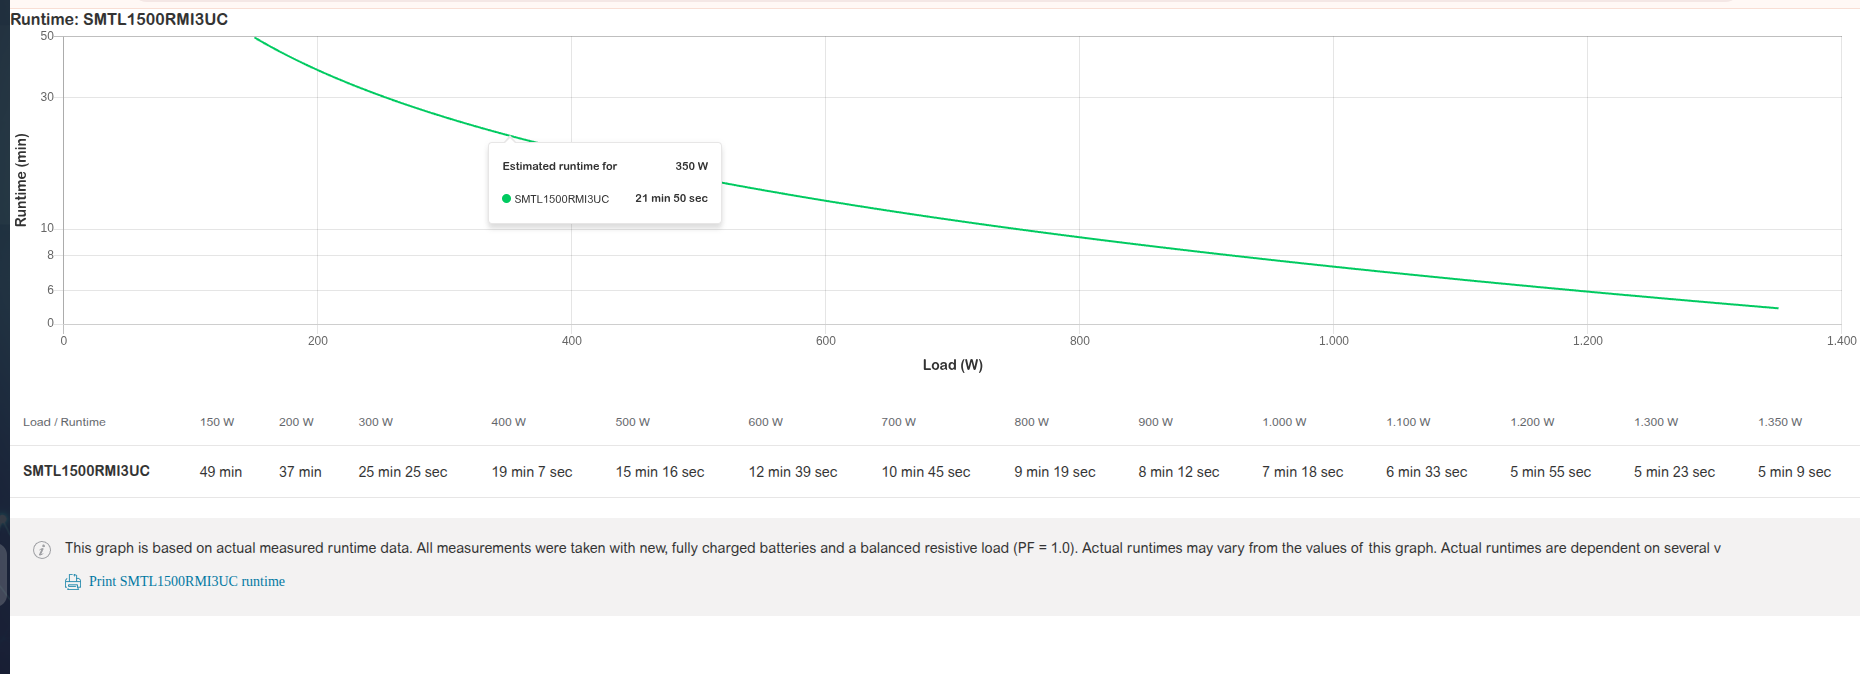 Runtime: SMTL1500RMI3UC
50
30
10
8
6
0
Runtime (min)
Estimated runtime for 350 W
SMTL1500RMI3UC 21 min 50 sec
0 200 400 600 800 1.000 1.200 1.400
Load (W)
Load / Runtime 150 W 200 W 300 W 400 W 500 W 600 W 700 W 800 W 900 W 1.000 W 1.100 W 1.200 W 1.300 W 1.350 W
SMTL1500RMI3UC 49 min 37 min 25 min 25 sec 19 min 7 sec 15 min 16 sec 12 min 39 sec 10 min 45 sec 9 min 19 sec 8 min 12 sec 7 min 18 sec 6 min 33 sec 5 min 55 sec 5 min 23 sec 5 min 9 sec
This graph is based on actual measured runtime data. All measurements were taken with new, fully charged batteries and a balanced resistive load (PF = 1.0). Actual runtimes may vary from the values of this graph. Actual runtimes are dependent on several v
Print SMTL1500RMI3UC runtime